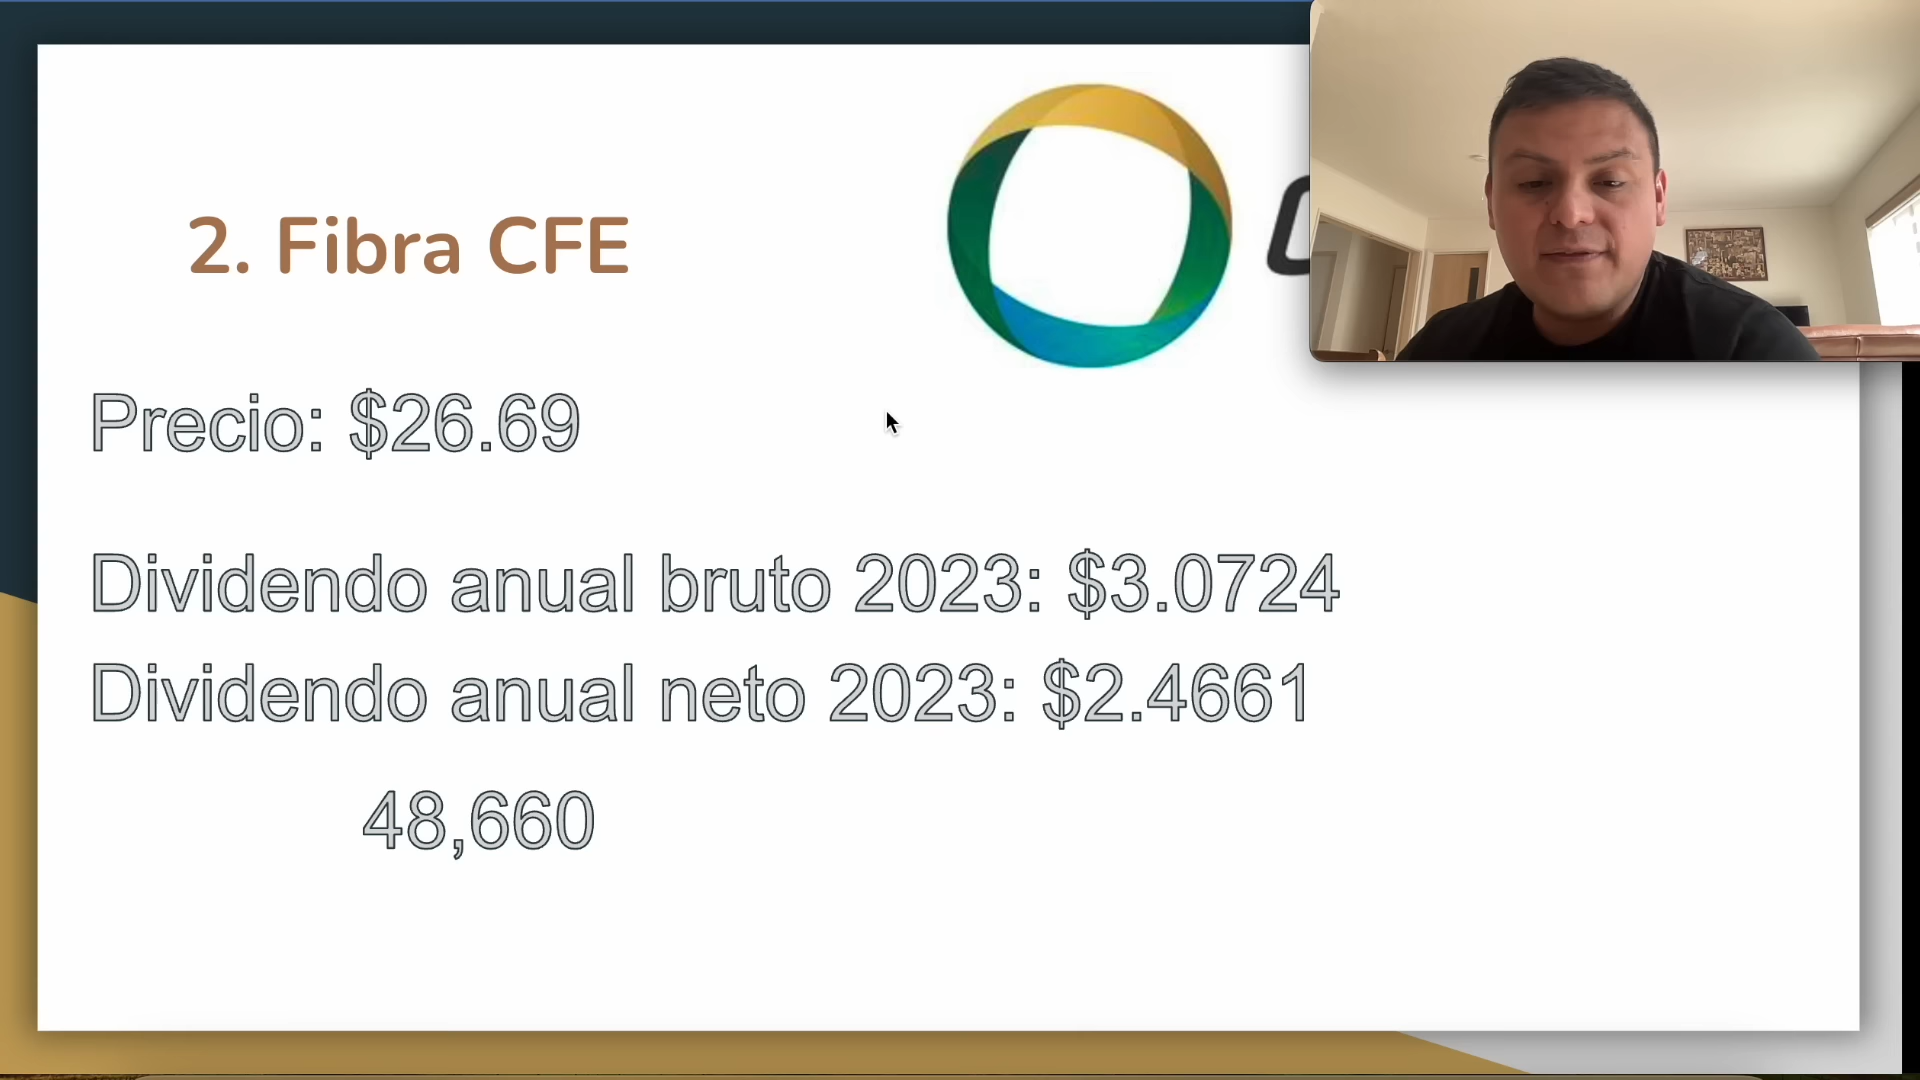 2. Fibra CFE
Precio: $26.69
Dividendo anual bruto 2023: $3.0724
Dividendo anual neto 2023: $2.4661
48,660